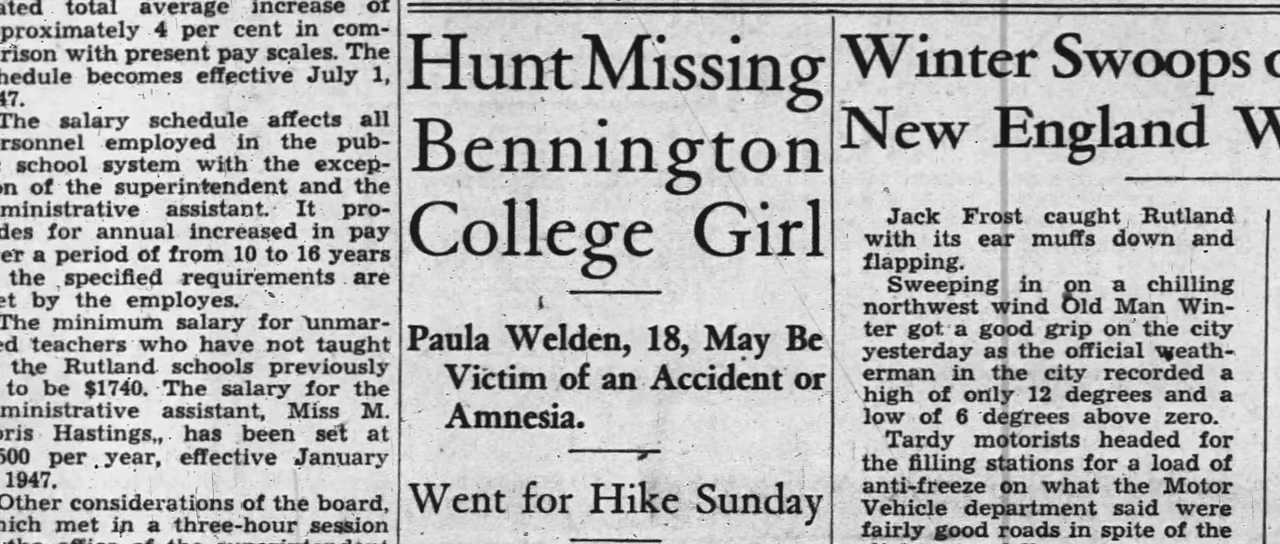 ated total average increase of
proximately 4 per cent in com-
rison with present pay scales. The
hedule becomes effective July 1,
47.
The salary schedule affects all
rsonnel employed in the pub-
school system with the excep-
on of the superintendent and the
ministrative assistant. It pro-
des for annual increased in pay
er a period of from 10 to 16 years
the specified requirements are
et by the employes.
The minimum salary for unmar-
ed teachers who have not taught
the Rutland schools previously
to be $1740. The salary for the
ministrative assistant, Miss M.
oris Hastings,, has been set at
500 per year, effective January
1947.
Other considerations of the board,
hich met in a three-hour session
the office of the superintendent
Hunt Missing
Bennington
College Girl
Paula Welden, 18, May Be
Victim of an Accident or
Amnesia.
Went for Hike Sunday
Winter Swoops
New England W
Jack Frost caught Rutland
with its ear muffs down and
flapping.
Sweeping in on a chilling
northwest wind Old Man Win-
ter got a good grip on the city
yesterday as the official weath-
erman in the city recorded a
high of only 12 degrees and a
low of 6 degrees above zero.
Tardy motorists headed for
the filling stations for a load of
anti-freeze on what the Motor
Vehicle department said were
fairly good roads in spite of the